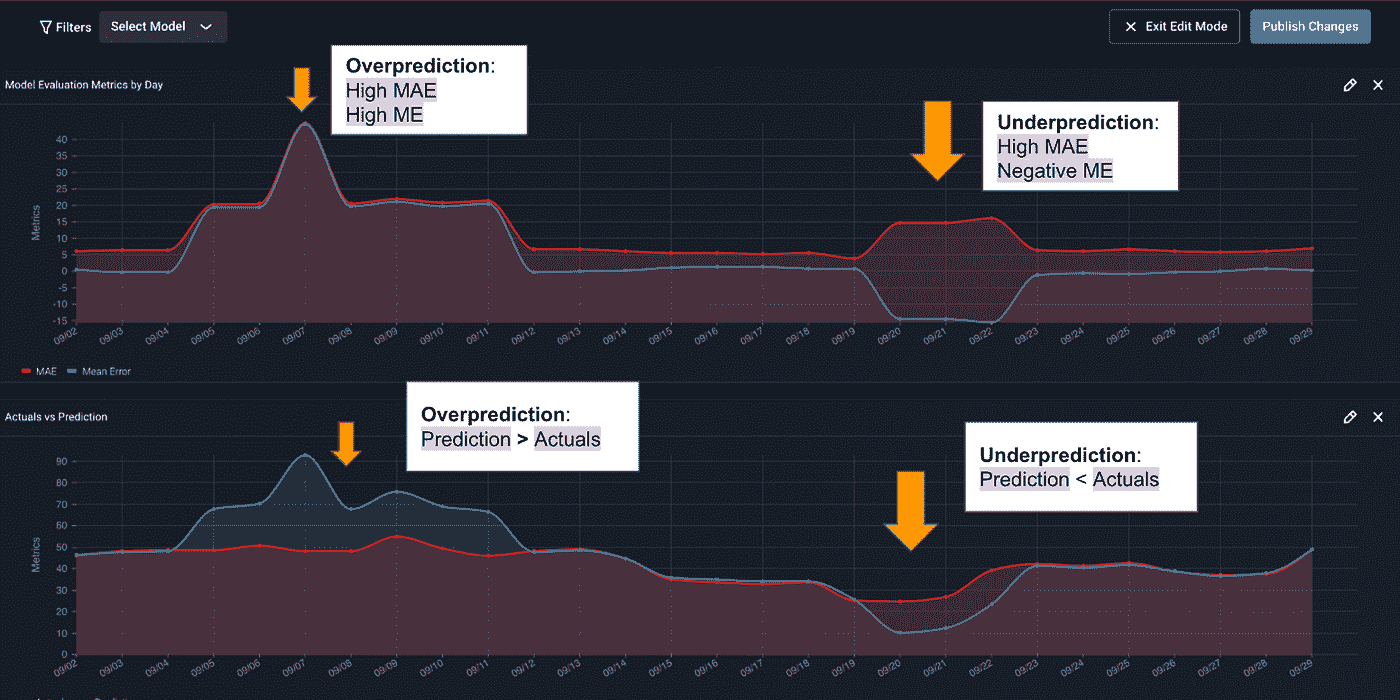 Filters
Select Model
Exit Edit Mode
Publish Changes
Model Evaluation Metrics by Day
Overprediction:
High MAE
High ME
Underprediction:
High MAE
Negative ME
Metrics
40
35
30
25
20
15
10
5
0
-5
-10
-15
09/02 09/03 09/04 09/05 09/06 09/07 09/08 09/09 09/10 09/11 09/12 09/13 09/14 09/15 09/16 09/17 09/18 09/19 09/20 09/21 09/22 09/23 09/24 09/25 09/26 09/27 09/28 09/29
MAE Mean Error
Actuals vs Prediction
Overprediction:
Prediction > Actuals
Underprediction:
Prediction < Actuals
Metrics
90
80
70
60
50
40
30
20
10
0
09/02 09/03 09/04 09/05 09/06 09/07 09/08 09/09 09/10 09/11 09/12 09/13 09/14 09/15 09/16 09/17 09/18 09/19 09/20 09/21 09/22 09/23 09/24 09/25 09/26 09/27 09/28 09/29